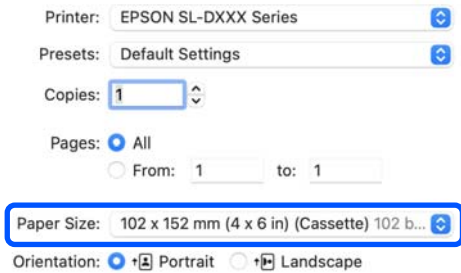 Printer: EPSON SL-DXXX Series
Presets: Default Settings
Copies: 1
Pages: All
From: 1 to: 1
Paper Size: 102 x 152 mm (4 x 6 in) (Cassette) 102 b...
Orientation: Portrait Landscape